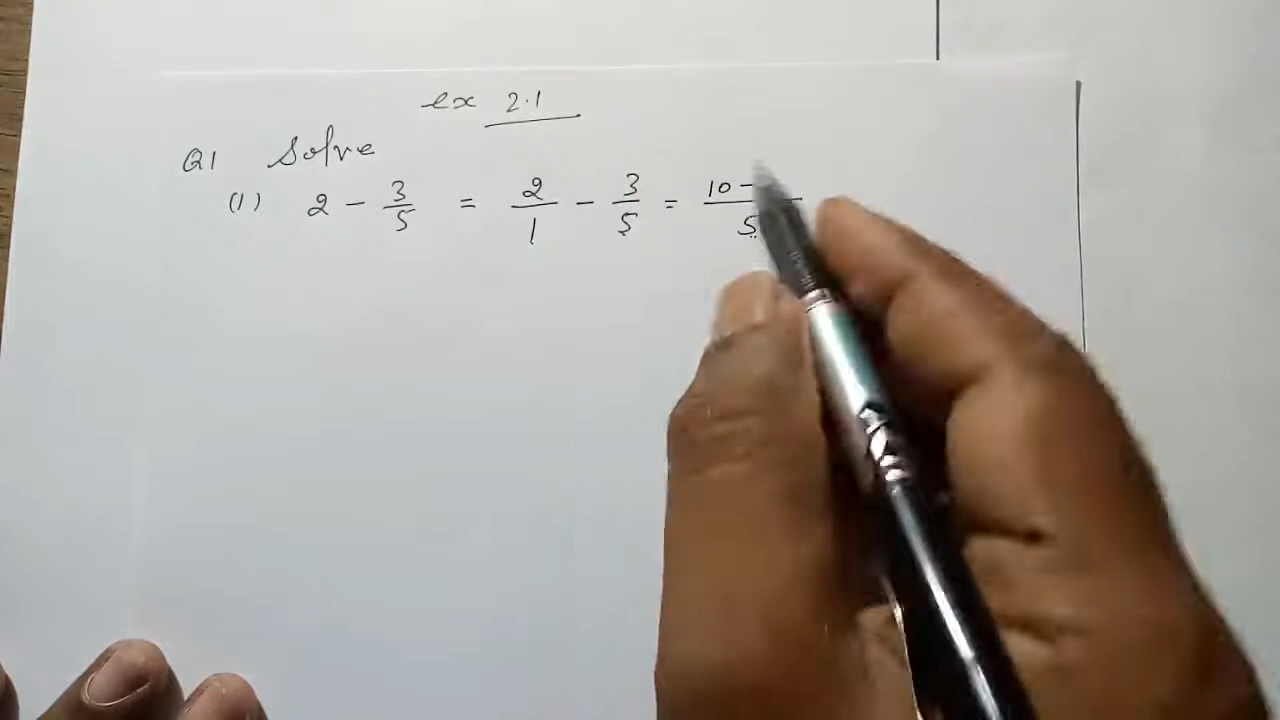 ex 2.1
Q1 Solve
(1) 2 - 3/5 = 2/1 - 3/5 = 10 - /5